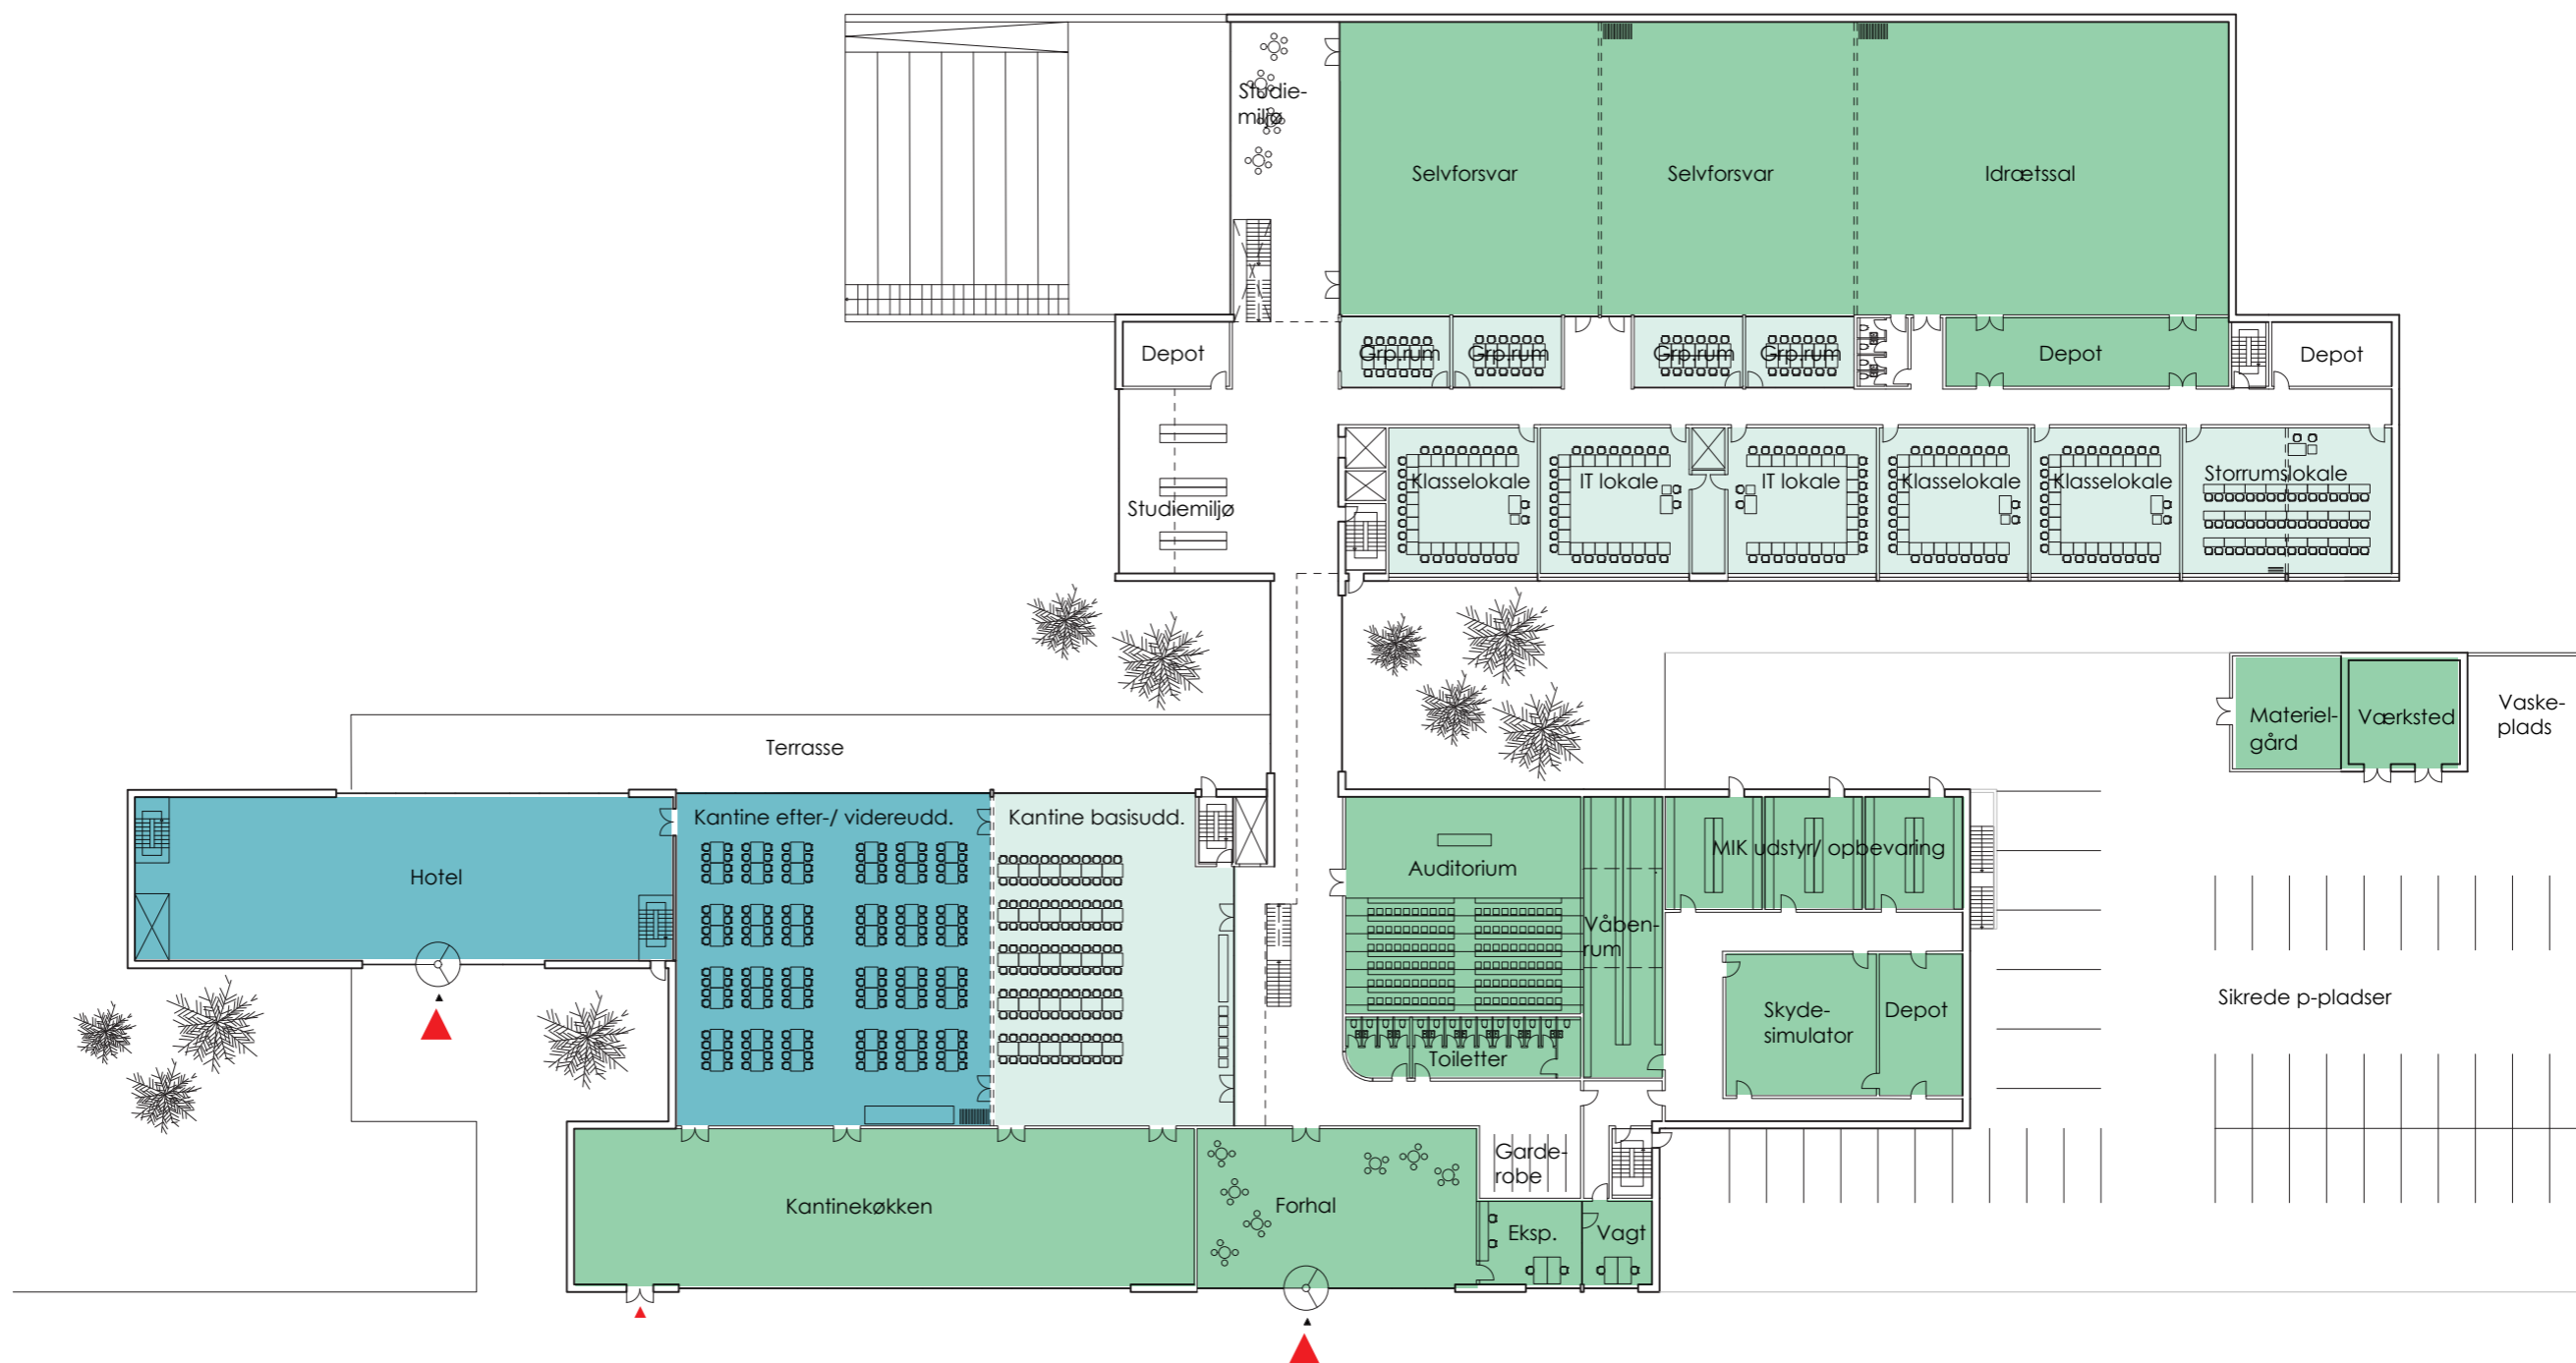 Studie-
miljø
Selvforsvar
Selvforsvar
Idrætssal
Depot
Grp.rum
Grp.rum
Grp.rum
Grp.rum
Depot
Depot
Studiemiljø
Klasselokale
IT lokale
IT lokale
Klasselokale
Klasselokale
Storrumslokale
Materiel-
gård
Værksted
Vaske-
plads
Terrasse
Hotel
Kantine efter-/ videreudd.
Kantine basisudd.
Auditorium
Våben-
rum
MIK udstyr/ opbevaring
Skyde-
simulator
Depot
Sikrede p-pladser
Toiletter
Garde-
robe
Kantinekøkken
Forhal
Eksp.
Vagt